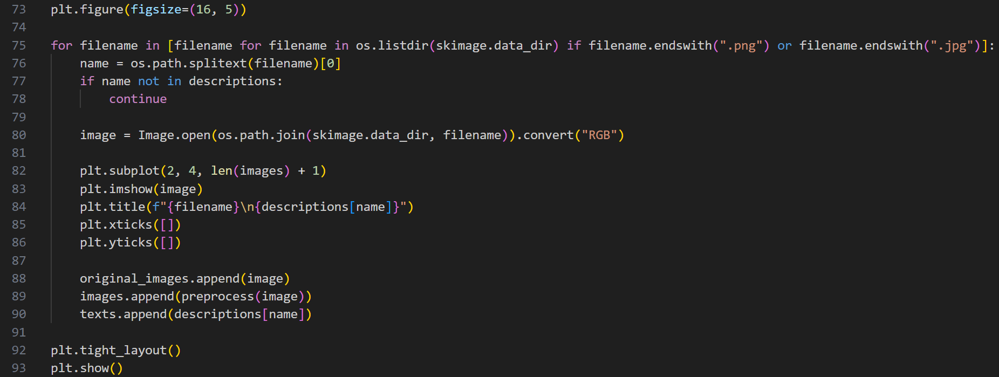 73 plt.figure(figsize=(16, 5))
74
75 for filename in [filename for filename in os.listdir(skimage.data_dir) if filename.endswith(".png") or filename.endswith(".jpg")]:
76     name = os.path.splitext(filename)[0]
77     if name not in descriptions:
78         continue
79
80     image = Image.open(os.path.join(skimage.data_dir, filename)).convert("RGB")
81
82     plt.subplot(2, 4, len(images) + 1)
83     plt.imshow(image)
84     plt.title(f"{filename}\n{descriptions[name]}")
85     plt.xticks([])
86     plt.yticks([])
87
88     original_images.append(image)
89     images.append(preprocess(image))
90     texts.append(descriptions[name])
91
92 plt.tight_layout()
93 plt.show()